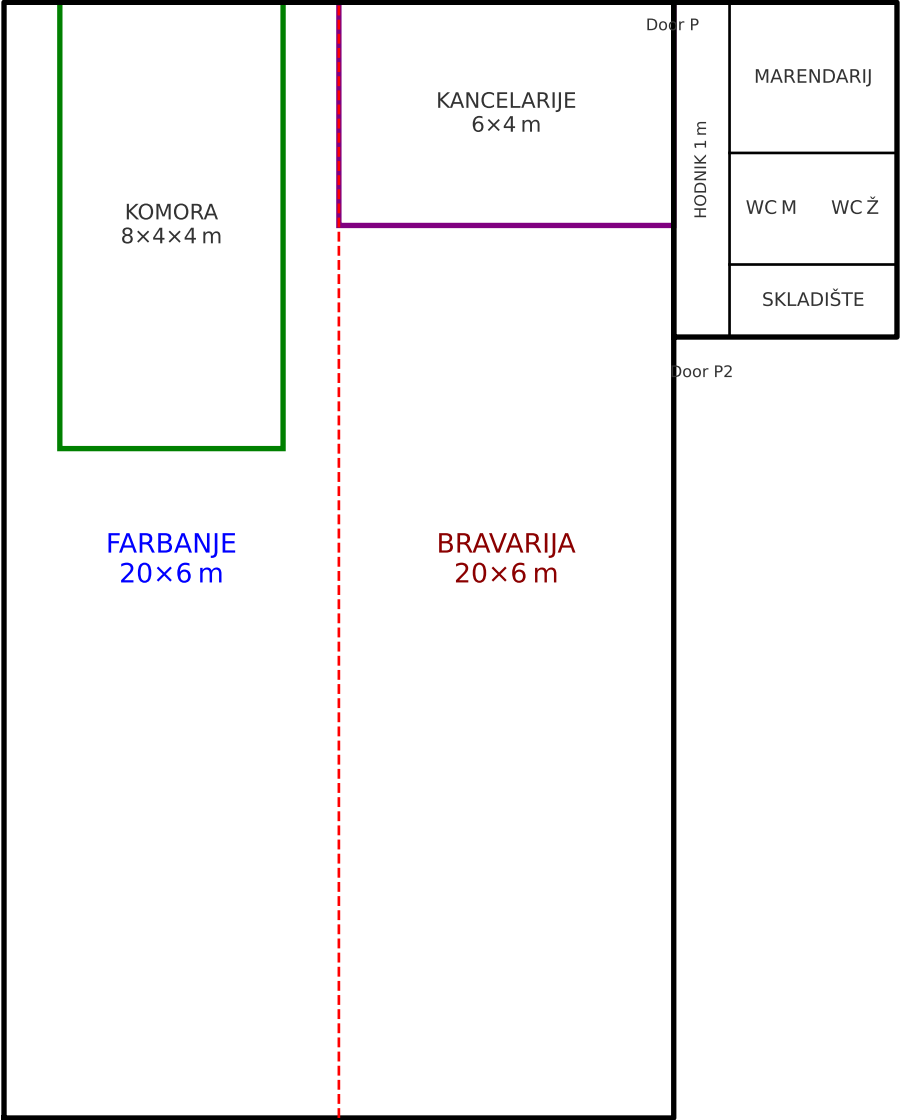 Door P
MARENDARIJ
KANCELARIJE
6×4 m
HODNIK 1 m
KOMORA
8×4×4 m
WC M WC Ž
SKLADIŠTE
Door P2
FARBANJE
20×6 m
BRAVARIJA
20×6 m